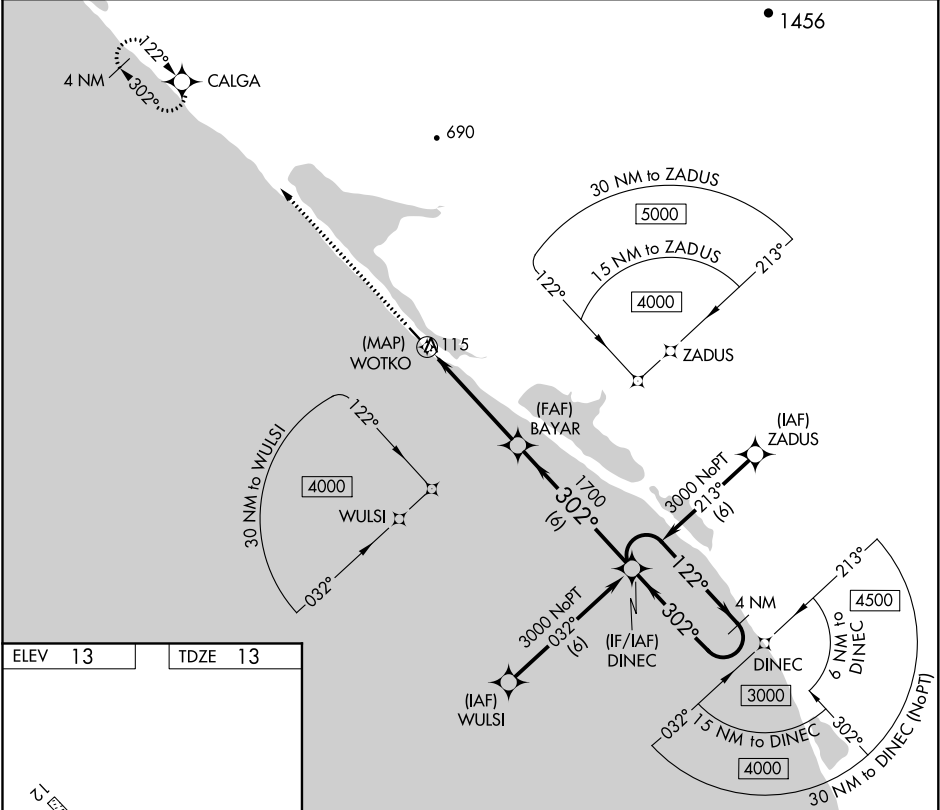 1456
122°
4 NM
302°
CALGA
690
30 NM to ZADUS
5000
15 NM to ZADUS
213°
122°
4000
ZADUS
(MAP)
WOTKO
115
(FAF)
BAYAR
(IAF)
ZADUS
122°
30 NM to WULSI
4000
WULSI
032°
1700
302°
(6)
3000 NoPT
213°
(6)
122°
302°
4 NM
3000 NoPT
032°
(6)
(IF/IAF)
DINEC
(IAF)
WULSI
213°
4500
6 NM to
DINEC
DINEC
3000
032°
302°
15 NM to DINEC
4000
30 NM to DINEC (NoPT)
ELEV 13
TDZE 13
12